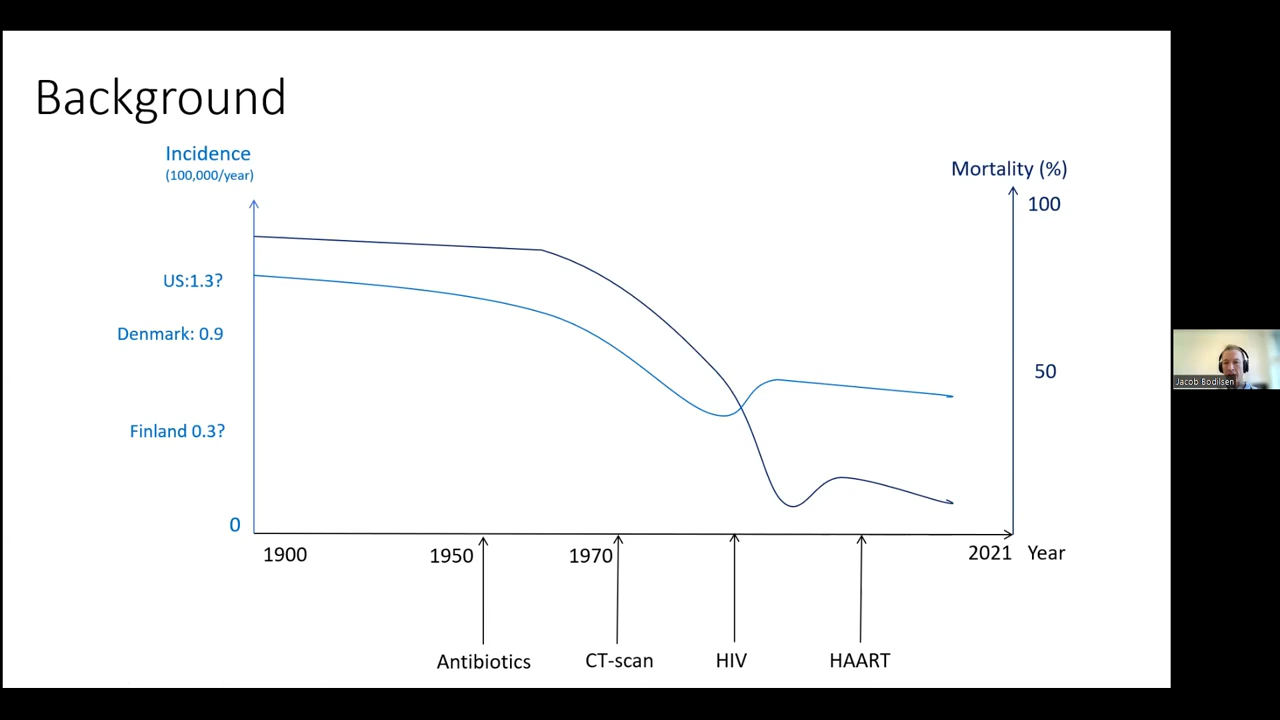 Background
Incidence
(100,000/year)
Mortality (%)
100
US:1.3?
Denmark: 0.9
50
Finland 0.3?
0
1900
1950
1970
2021
Year
Antibiotics
CT-scan
HIV
HAART
Jacob Bodilsen